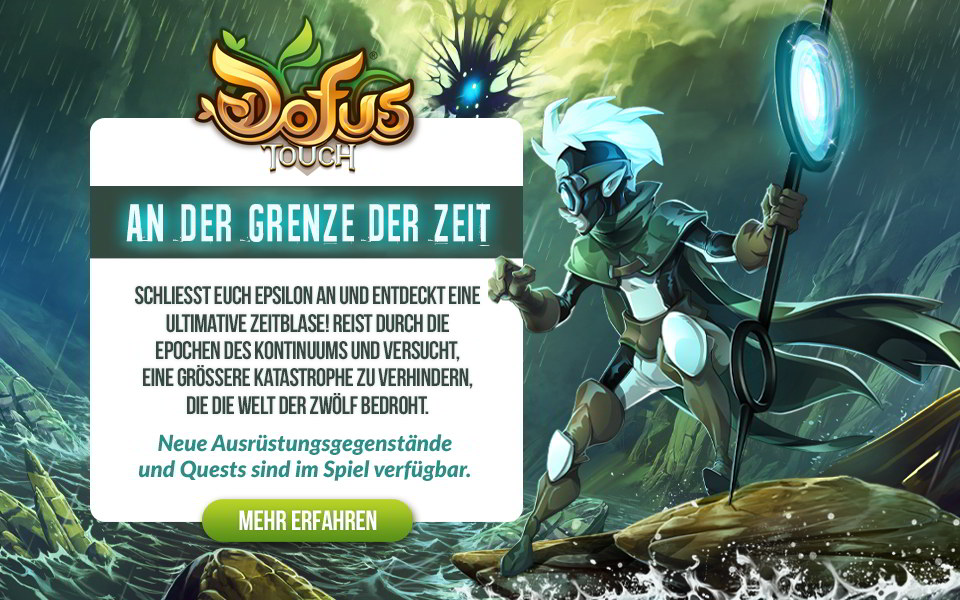 Dofus®
TOUCH
AN DER GRENZE DER ZEIT
SCHLIESST EUCH EPSILON AN UND ENTDECKT EINE
ULTIMATIVE ZEITBLASE! REIST DURCH DIE
EPOCHEN DES KONTINUUMS UND VERSUCHT,
EINE GRÖSSERE KATASTROPHE ZU VERHINDERN,
DIE DIE WELT DER ZWÖLF BEDROHT.
Neue Ausrüstungsgegenstände
und Quests sind im Spiel verfügbar.
MEHR ERFAHREN